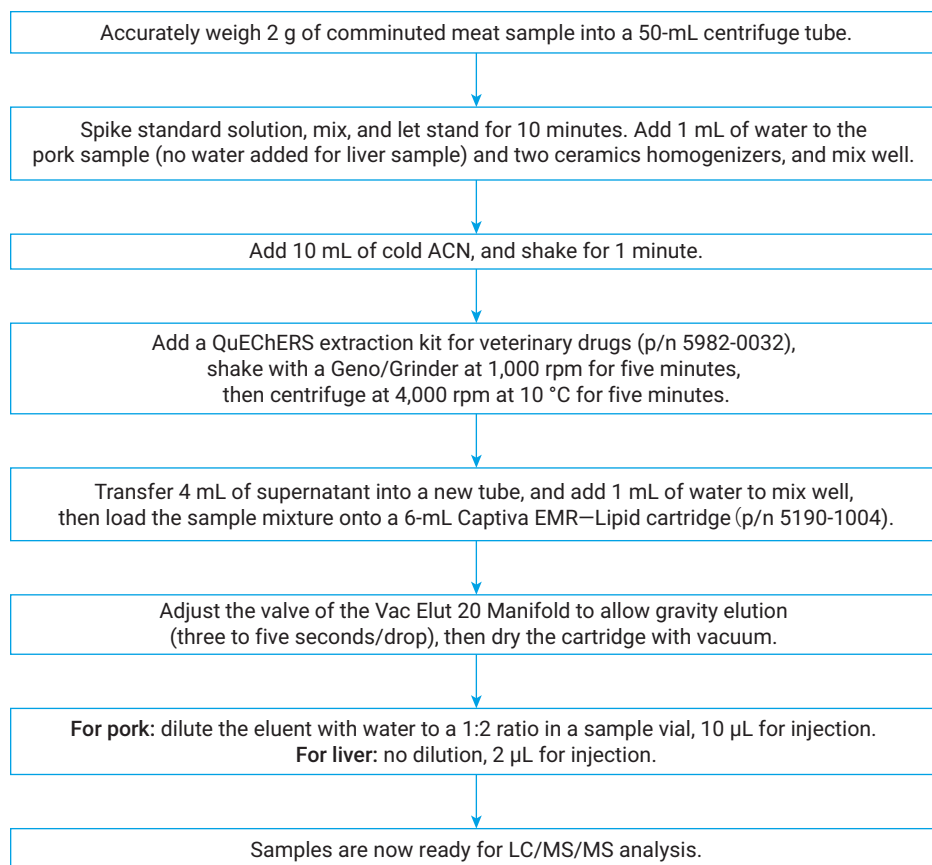 Accurately weigh 2 g of comminuted meat sample into a 50-mL centrifuge tube.
Spike standard solution, mix, and let stand for 10 minutes. Add 1 mL of water to the
pork sample (no water added for liver sample) and two ceramics homogenizers, and mix well.
Add 10 mL of cold ACN, and shake for 1 minute.
Add a QuEChERS extraction kit for veterinary drugs (p/n 5982-0032),
shake with a Geno/Grinder at 1,000 rpm for five minutes,
then centrifuge at 4,000 rpm at 10 °C for five minutes.
Transfer 4 mL of supernatant into a new tube, and add 1 mL of water to mix well,
then load the sample mixture onto a 6-mL Captiva EMR—Lipid cartridge（p/n 5190-1004).
Adjust the valve of the Vac Elut 20 Manifold to allow gravity elution
(three to five seconds/drop), then dry the cartridge with vacuum.
For pork: dilute the eluent with water to a 1:2 ratio in a sample vial, 10 μL for injection.
For liver: no dilution, 2 μL for injection.
Samples are now ready for LC/MS/MS analysis.